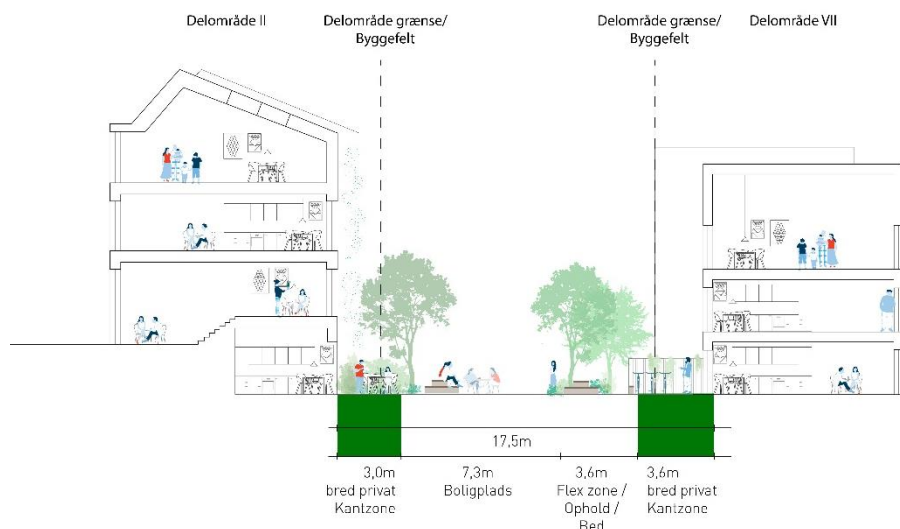 Delområde II
Delområde grænse/
Byggefelt
Delområde grænse/
Byggefelt
Delområde VII
17,5m
3,0m
bred privat
Kantzone
7,3m
Boligplads
3,6m
Flex zone /
Ophold /
Bed
3,6m
bred privat
Kantzone